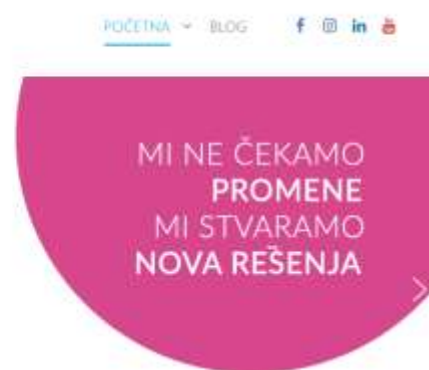 POČETNA BLOG
MI NE ČEKAMO
PROMENE
MI STVARAMO
NOVA REŠENJA